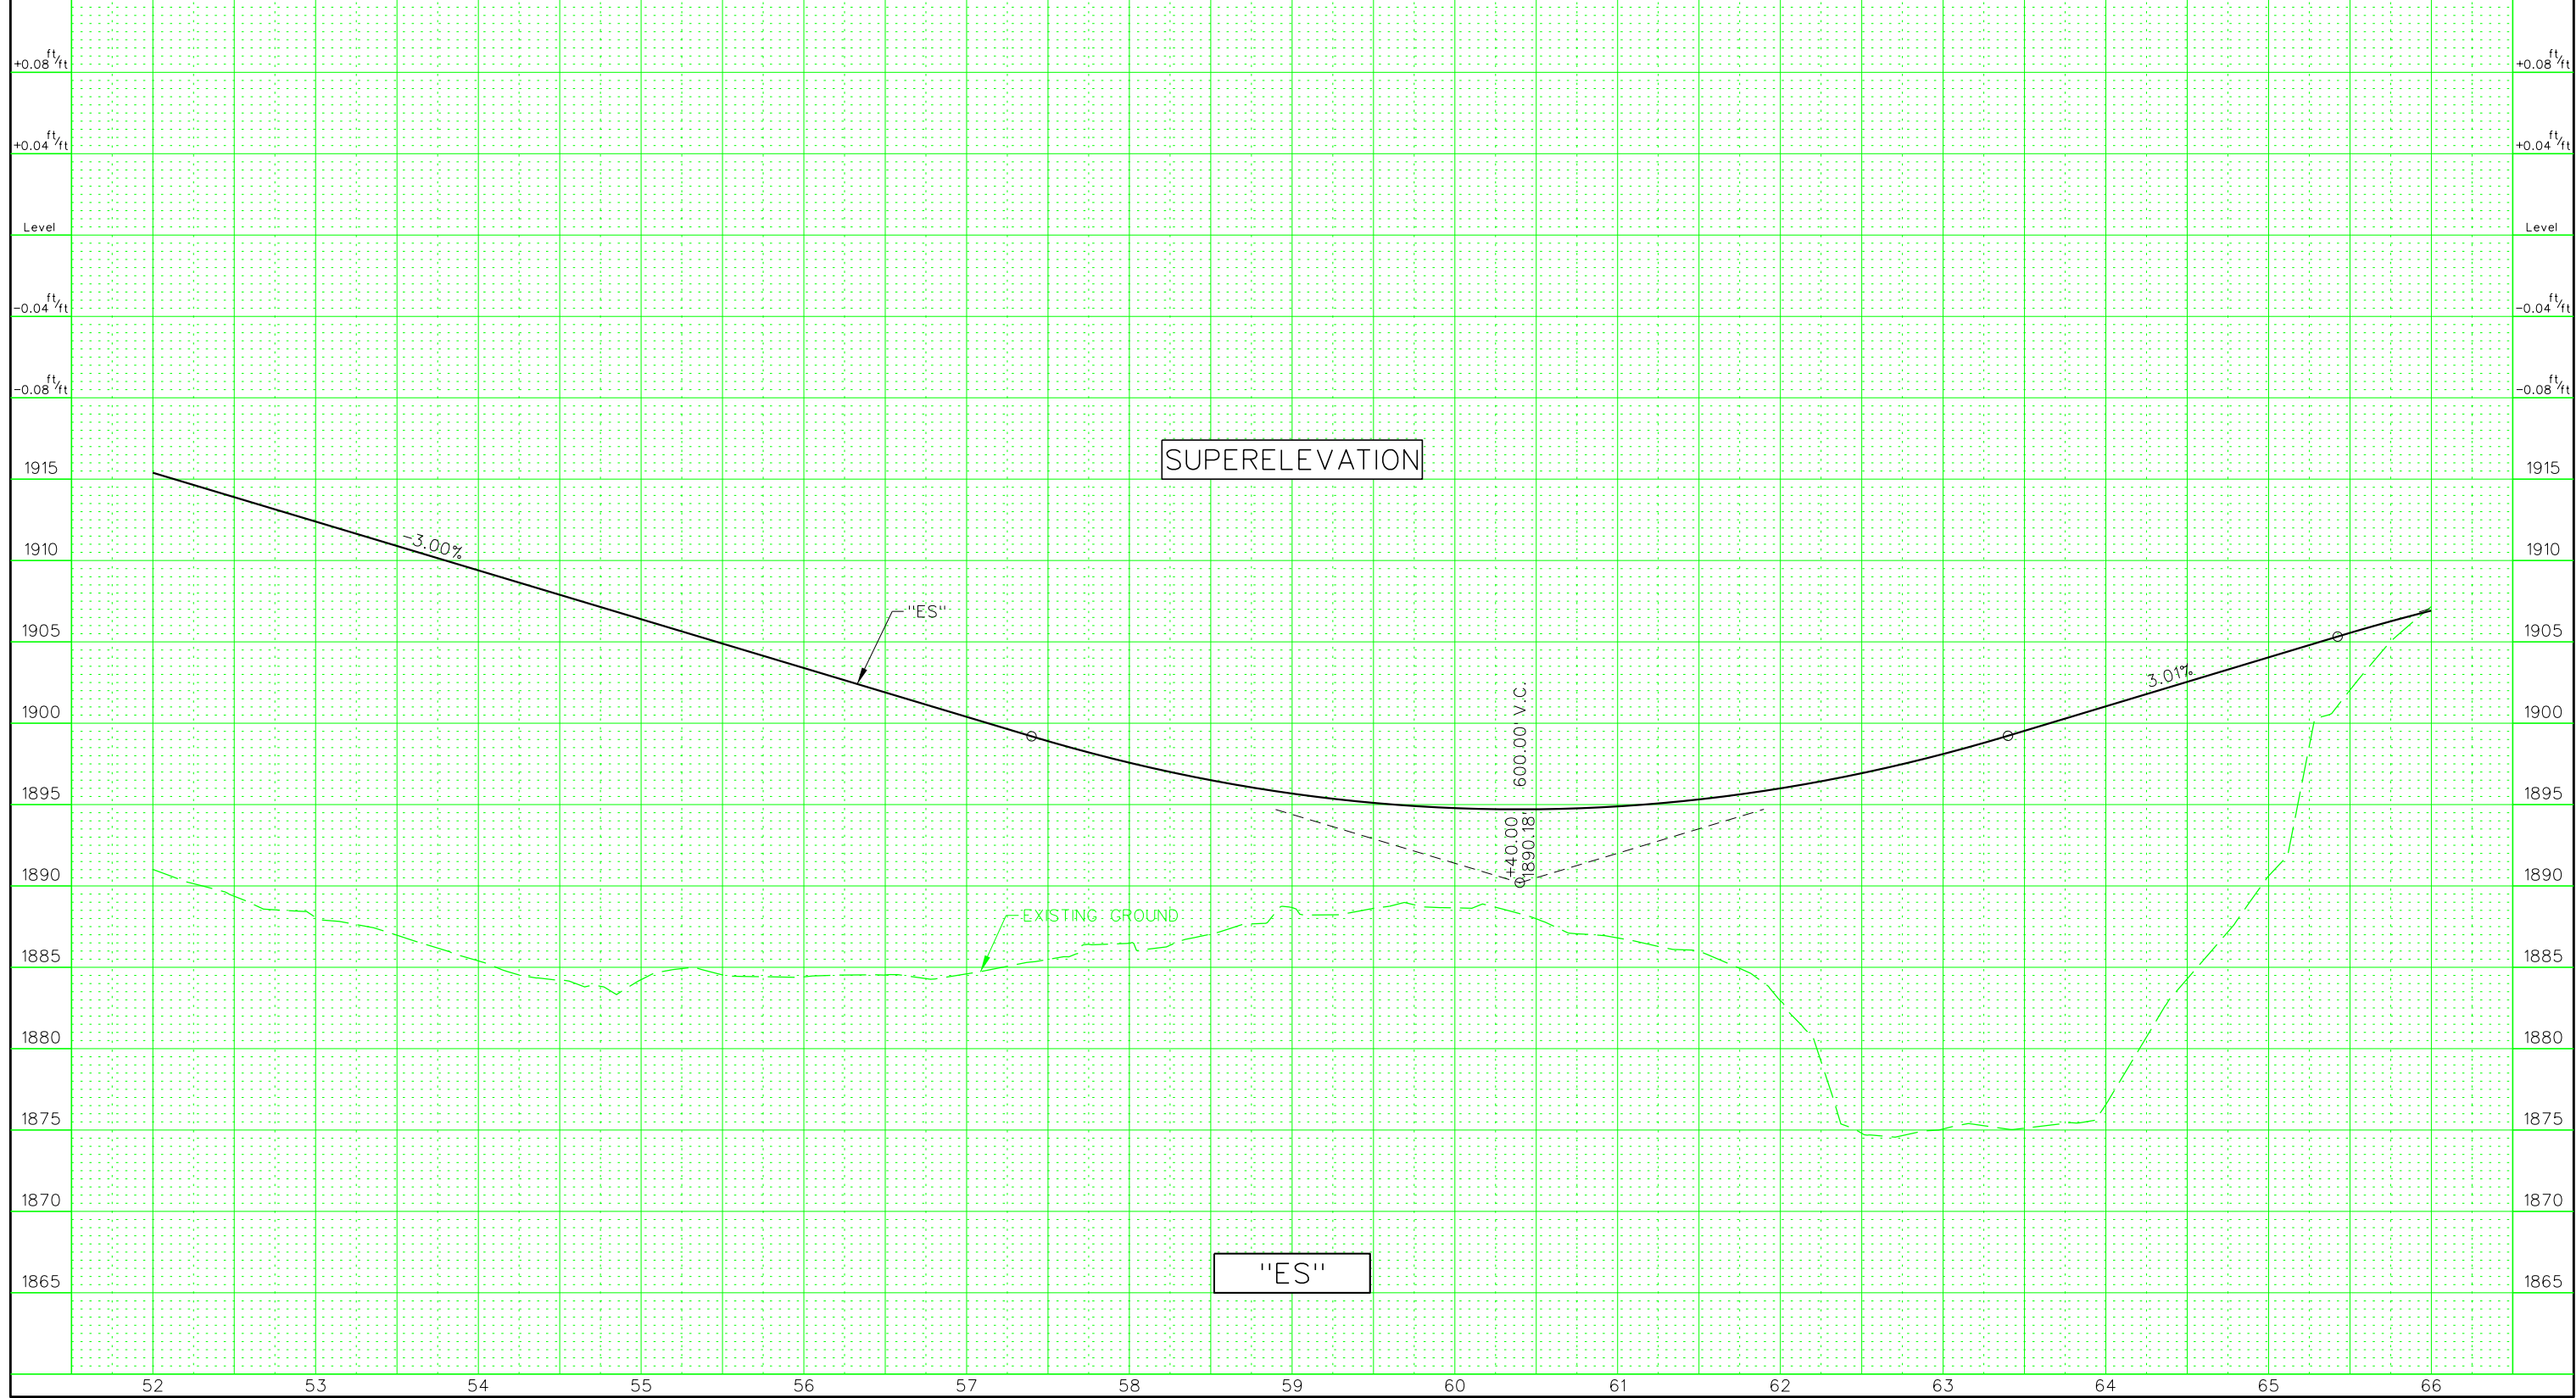 +0.08 ft/ft +0.08 ft/ft
+0.04 ft/ft +0.04 ft/ft
Level Level
-0.04 ft/ft -0.04 ft/ft
-0.08 ft/ft -0.08 ft/ft
SUPERELEVATION
1915 1915
-3.00%
1910 1910
"ES"
1905 1905
3.01%
600.00' V.C.
1900 1900
1895 1895
+40.00
1890.18'
1890 1890
EXISTING GROUND
1885 1885
1880 1880
1875 1875
1870 1870
"ES"
1865 1865
52 53 54 55 56 57 58 59 60 61 62 63 64 65 66